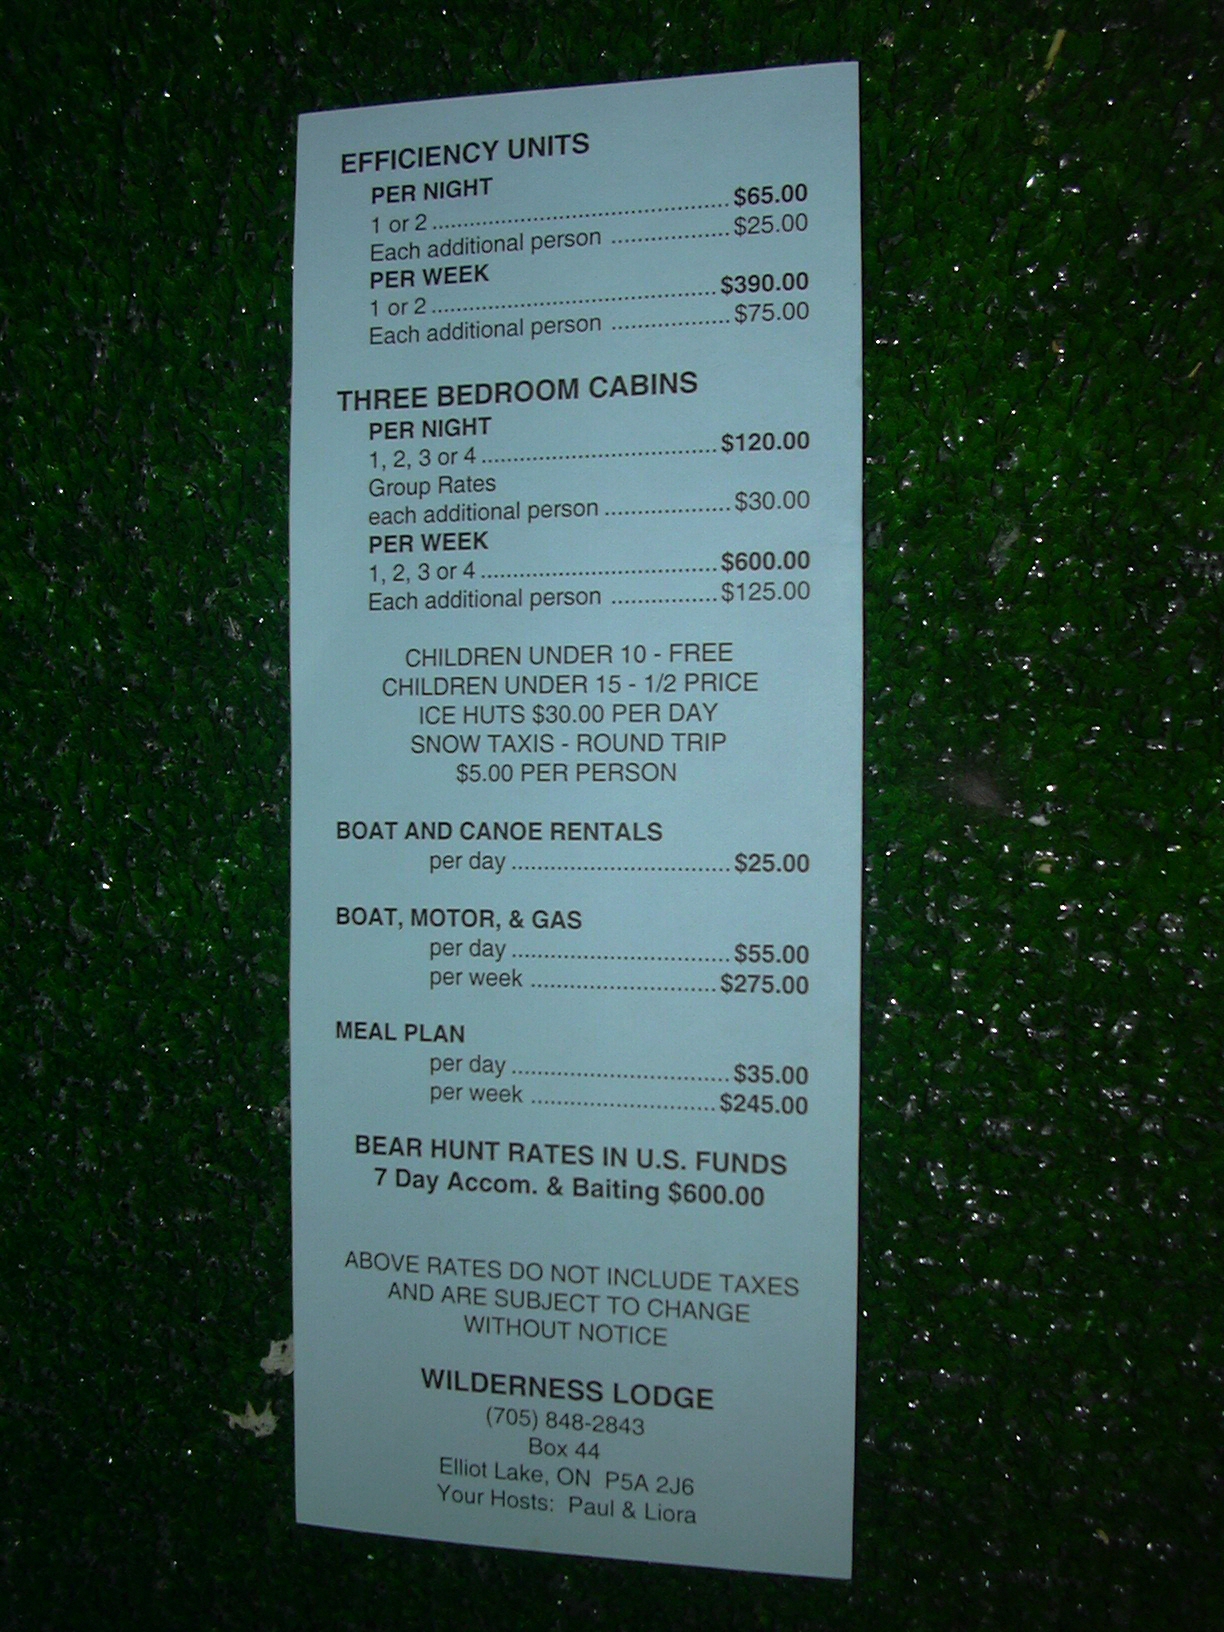 EFFICIENCY UNITS
PER NIGHT
1 or 2 ............................................. $65.00
Each additional person .................. $25.00
PER WEEK
1 or 2 ........................................... $390.00
Each additional person .................. $75.00
THREE BEDROOM CABINS
PER NIGHT
1, 2, 3 or 4 ................................... $120.00
Group Rates
each additional person ................... $30.00
PER WEEK
1, 2, 3 or 4 ................................... $600.00
Each additional person ................ $125.00
CHILDREN UNDER 10 - FREE
CHILDREN UNDER 15 - 1/2 PRICE
ICE HUTS $30.00 PER DAY
SNOW TAXIS - ROUND TRIP
$5.00 PER PERSON
BOAT AND CANOE RENTALS
per day ................................. $25.00
BOAT, MOTOR, & GAS
per day ................................. $55.00
per week ............................ $275.00
MEAL PLAN
per day ................................. $35.00
per week ............................ $245.00
BEAR HUNT RATES IN U.S. FUNDS
7 Day Accom. & Baiting $600.00
ABOVE RATES DO NOT INCLUDE TAXES
AND ARE SUBJECT TO CHANGE
WITHOUT NOTICE
WILDERNESS LODGE
(705) 848-2843
Box 44
Elliot Lake, ON P5A 2J6
Your Hosts: Paul & Liora